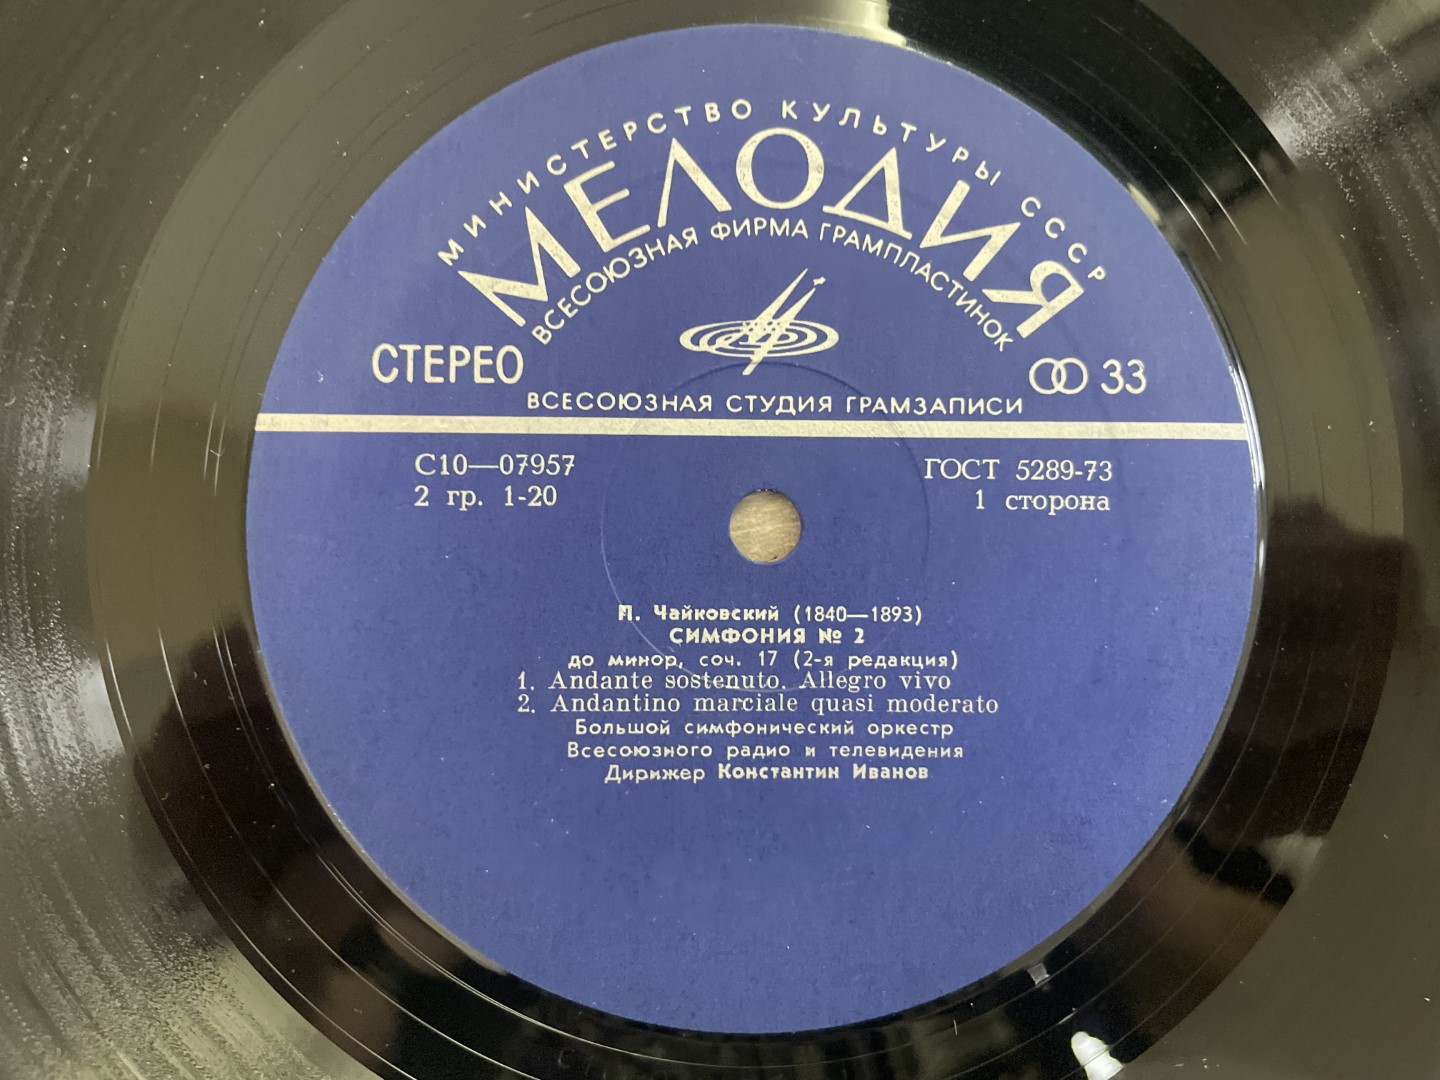 МИНИСТЕРСТВО КУЛЬТУРЫ СССР
МЕЛОДИЯ
ВСЕСОЮЗНАЯ ФИРМА ГРАМПЛАСТИНОК
СТЕРЕО
33
ВСЕСОЮЗНАЯ СТУДИЯ ГРАМЗАПИСИ
С10—07957
ГОСТ 5289-73
2 гр. 1-20
1 сторона
П. Чайковский (1840—1893)
СИМФОНИЯ № 2
до минор, соч. 17 (2-я редакция)
1. Andante sostenuto. Allegro vivo
2. Andantino marciale quasi moderato
Большой симфонический оркестр
Всесоюзного радио и телевидения
Дирижер Константин Иванов